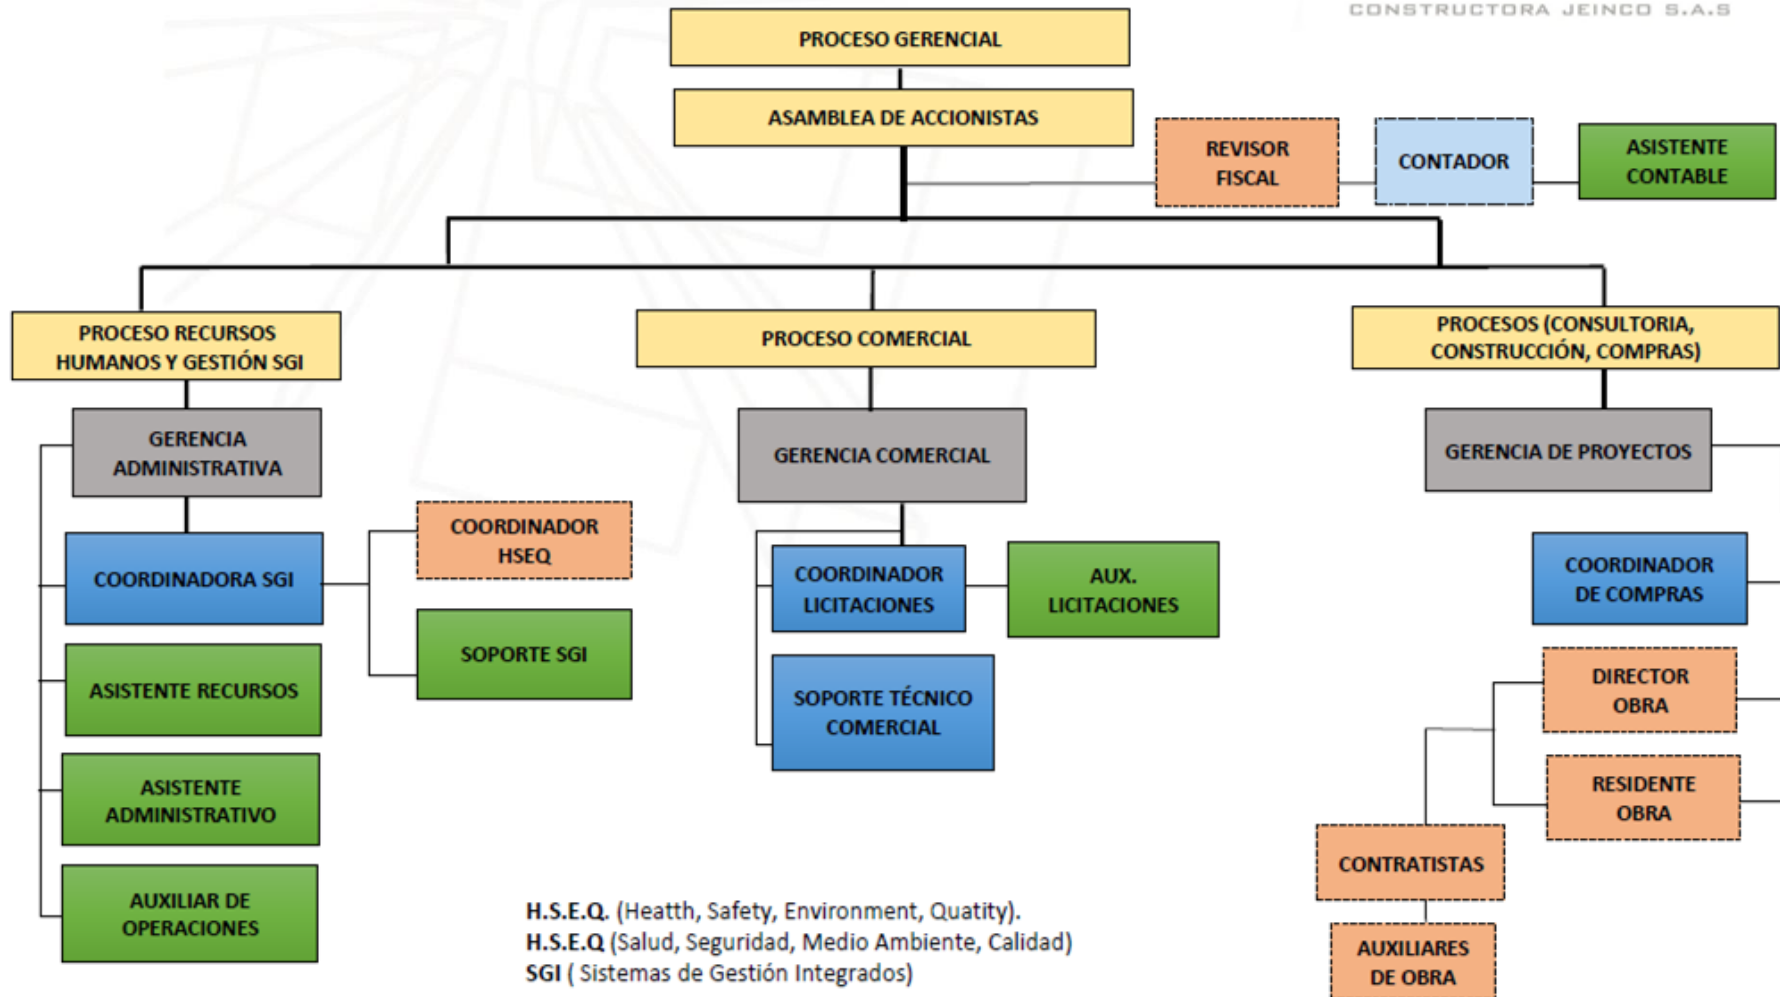 CONSTRUCTORA JEINCO S.A.S
PROCESO GERENCIAL
ASAMBLEA DE ACCIONISTAS
REVISOR
FISCAL
CONTADOR
ASISTENTE
CONTABLE
PROCESO RECURSOS
HUMANOS Y GESTIÓN SGI
PROCESO COMERCIAL
PROCESOS (CONSULTORIA,
CONSTRUCCIÓN, COMPRAS)
GERENCIA
ADMINISTRATIVA
GERENCIA COMERCIAL
GERENCIA DE PROYECTOS
COORDINADORA SGI
COORDINADOR
HSEQ
SOPORTE SGI
ASISTENTE RECURSOS
ASISTENTE
ADMINISTRATIVO
AUXILIAR DE
OPERACIONES
COORDINADOR
LICITACIONES
AUX.
LICITACIONES
SOPORTE TÉCNICO
COMERCIAL
COORDINADOR
DE COMPRAS
DIRECTOR
OBRA
RESIDENTE
OBRA
CONTRATISTAS
AUXILIARES
DE OBRA
H.S.E.Q. (Heatth, Safety, Environment, Quatity).
H.S.E.Q (Salud, Seguridad, Medio Ambiente, Calidad)
SGI ( Sistemas de Gestión Integrados)